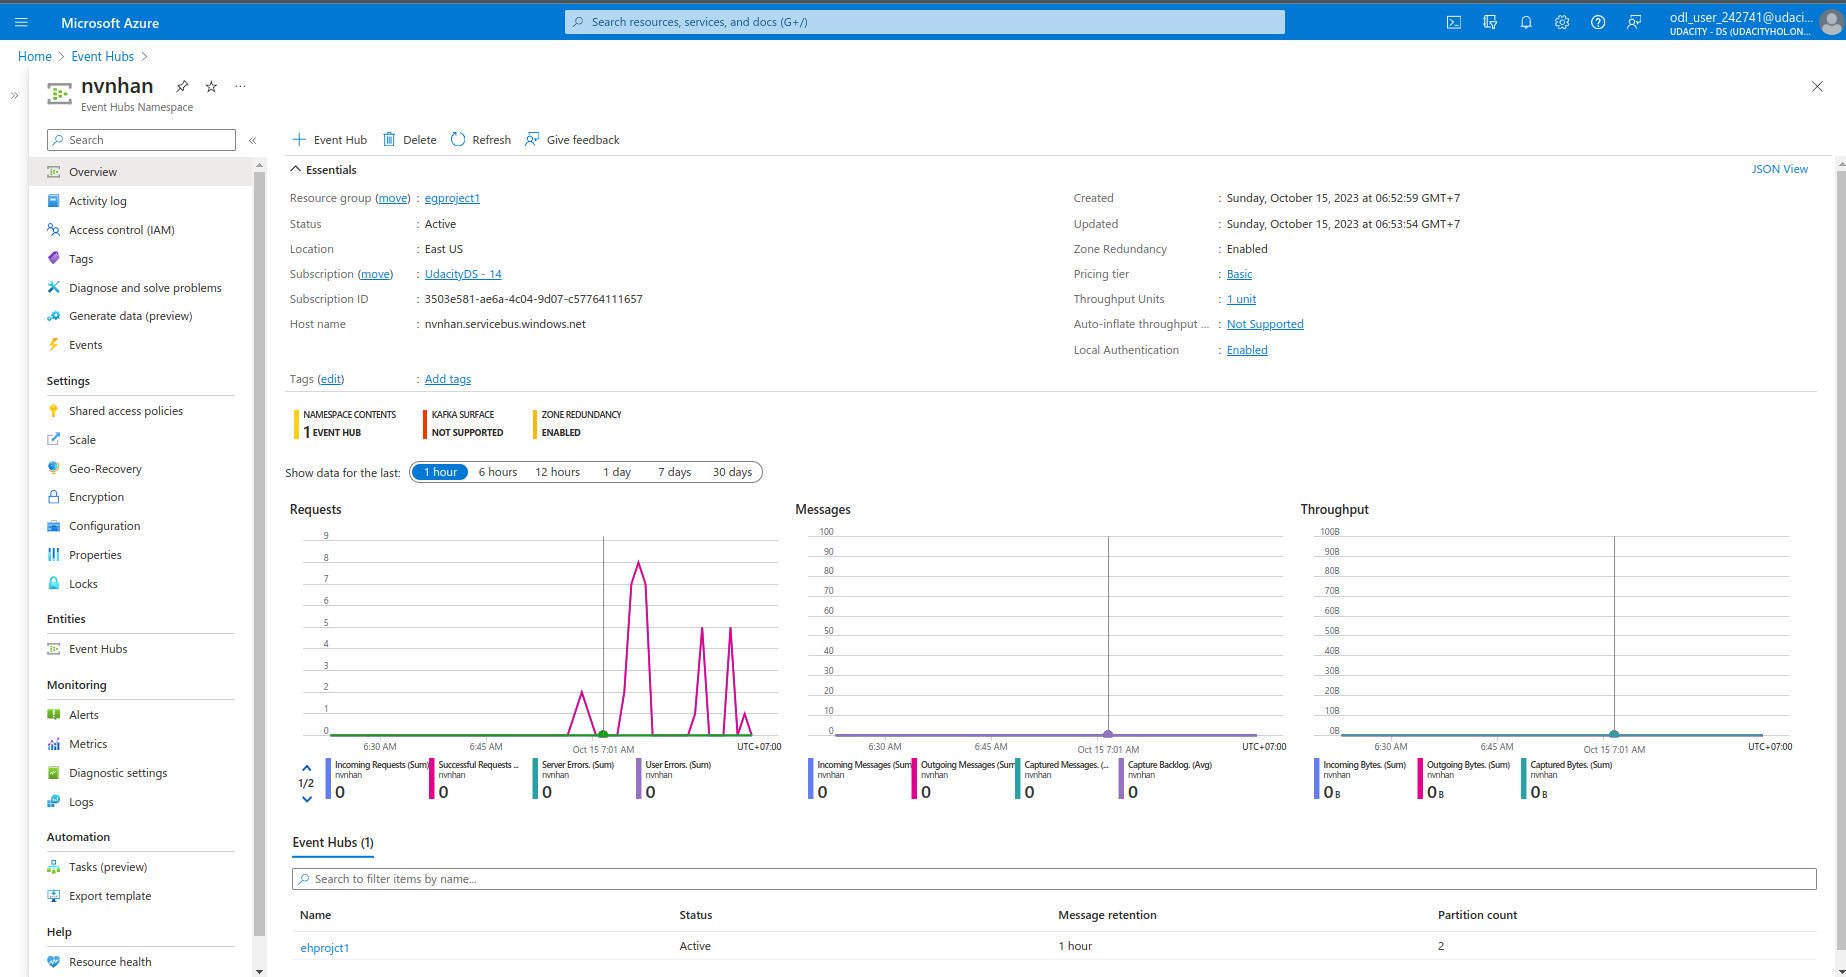 Microsoft Azure
Search resources, services, and docs (G+/)
odl_user_242741@udaci...
UDACITY - DS (UDACITYHOL.ON...
Home > Event Hubs >
nvnhan
Event Hubs Namespace
Search
Overview
Activity log
Access control (IAM)
Tags
Diagnose and solve problems
Generate data (preview)
Events
Settings
Shared access policies
Scale
Geo-Recovery
Encryption
Configuration
Properties
Locks
Entities
Event Hubs
Monitoring
Alerts
Metrics
Diagnostic settings
Logs
Automation
Tasks (preview)
Export template
Help
Resource health
Event Hub Delete Refresh Give feedback
Essentials
JSON View
Resource group (move) : egproject1
Status : Active
Location : East US
Subscription (move) : UdacityDS - 14
Subscription ID : 3503e581-ae6a-4c04-9d07-c57764111657
Host name : nvnhan.servicebus.windows.net
Created : Sunday, October 15, 2023 at 06:52:59 GMT+7
Updated : Sunday, October 15, 2023 at 06:53:54 GMT+7
Zone Redundancy : Enabled
Pricing tier : Basic
Throughput Units : 1 unit
Auto-inflate throughput ... : Not Supported
Local Authentication : Enabled
Tags (edit) : Add tags
NAMESPACE CONTENTS
1 EVENT HUB
KAFKA SURFACE
NOT SUPPORTED
ZONE REDUNDANCY
ENABLED
Show data for the last: 1 hour 6 hours 12 hours 1 day 7 days 30 days
Requests
9
8
7
6
5
4
3
2
1
0
6:30 AM 6:45 AM Oct 15 7:01 AM UTC+07:00
1/2
Incoming Requests (Sum)
nvnhan
0
Successful Requests ...
nvnhan
0
Server Errors. (Sum)
nvnhan
0
User Errors. (Sum)
nvnhan
0
Messages
100
90
80
70
60
50
40
30
20
10
0
6:30 AM 6:45 AM Oct 15 7:01 AM UTC+07:00
Incoming Messages (Sum)
nvnhan
0
Outgoing Messages (Sum)
nvnhan
0
Captured Messages. (...
nvnhan
0
Capture Backlog. (Avg)
nvnhan
0
Throughput
100B
90B
80B
70B
60B
50B
40B
30B
20B
10B
0B
6:30 AM 6:45 AM Oct 15 7:01 AM UTC+07:00
Incoming Bytes. (Sum)
nvnhan
0 B
Outgoing Bytes. (Sum)
nvnhan
0 B
Captured Bytes. (Sum)
nvnhan
0 B
Event Hubs (1)
Search to filter items by name...
Name Status Message retention Partition count
ehprojct1 Active 1 hour 2